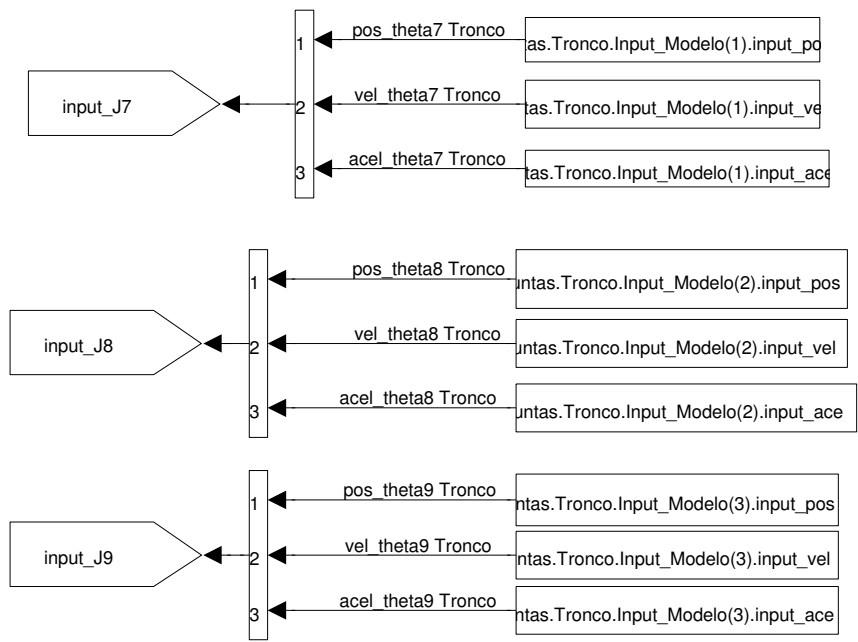 pos_theta7 Tronco
1
tas.Tronco.Input_Modelo(1).input_po
vel_theta7 Tronco
input_J7
2
tas.Tronco.Input_Modelo(1).input_ve
acel_theta7 Tronco
3
tas.Tronco.Input_Modelo(1).input_ace
pos_theta8 Tronco
1
untas.Tronco.Input_Modelo(2).input_pos
vel_theta8 Tronco
input_J8
2
untas.Tronco.Input_Modelo(2).input_vel
acel_theta8 Tronco
3
untas.Tronco.Input_Modelo(2).input_ace
pos_theta9 Tronco
1
ntas.Tronco.Input_Modelo(3).input_pos
vel_theta9 Tronco
input_J9
2
ntas.Tronco.Input_Modelo(3).input_vel
acel_theta9 Tronco
3
ntas.Tronco.Input_Modelo(3).input_ace